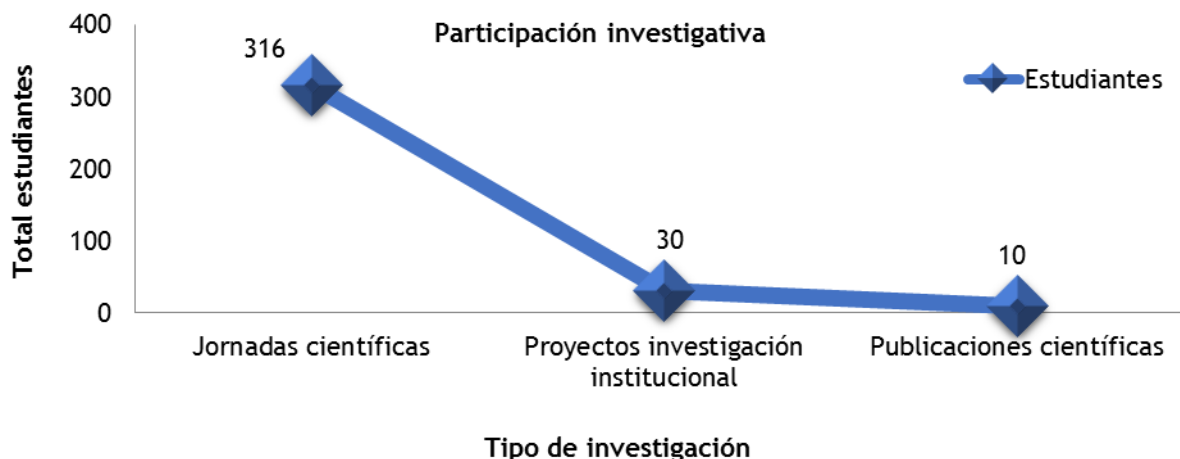 Participación investigativa
Estudiantes
Total estudiantes
400
300
200
100
0
316
30
10
Jornadas científicas
Proyectos investigación
institucional
Publicaciones científicas
Tipo de investigación